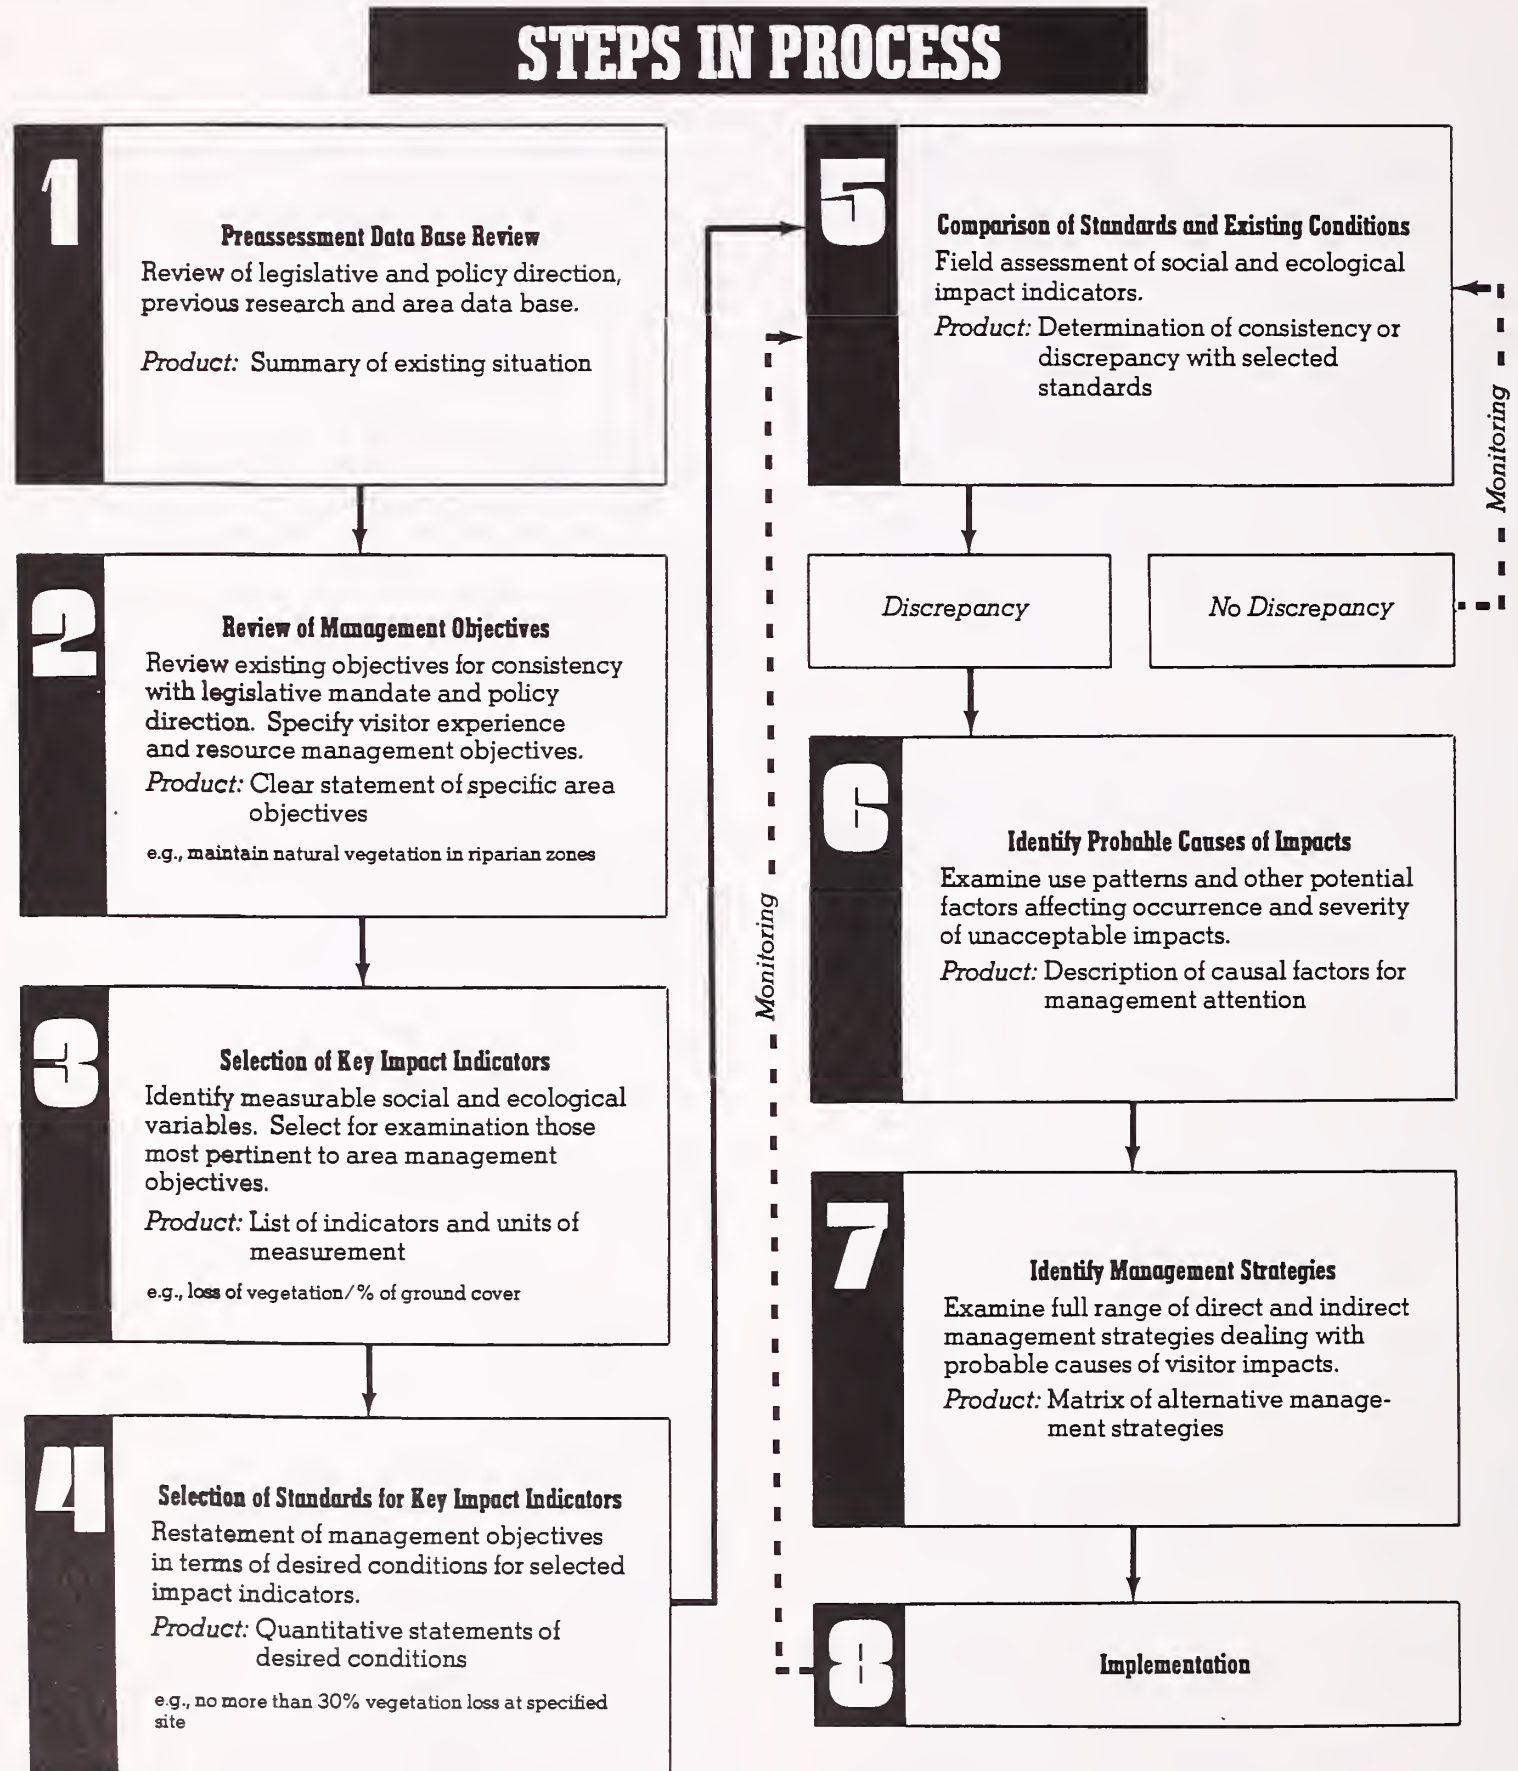 STEPS IN PROCESS
1
Preassessment Data Base Review
Review of legislative and policy direction,
previous research and area data base.
Product: Summary of existing situation
2
Review of Management Objectives
Review existing objectives for consistency
with legislative mandate and policy
direction. Specify visitor experience
and resource management objectives.
Product: Clear statement of specific area
objectives
e.g., maintain natural vegetation in riparian zones
3
Selection of Key Impact Indicators
Identify measurable social and ecological
variables. Select for examination those
most pertinent to area management
objectives.
Product: List of indicators and units of
measurement
e.g., loss of vegetation/% of ground cover
4
Selection of Standards for Key Impact Indicators
Restatement of management objectives
in terms of desired conditions for selected
impact indicators.
Product: Quantitative statements of
desired conditions
e.g., no more than 30% vegetation loss at specified
site
5
Comparison of Standards and Existing Conditions
Field assessment of social and ecological
impact indicators.
Product: Determination of consistency or
discrepancy with selected
standards
Monitoring
Discrepancy
No Discrepancy
6
Identify Probable Causes of Impacts
Examine use patterns and other potential
factors affecting occurrence and severity
of unacceptable impacts.
Product: Description of causal factors for
management attention
Monitoring
7
Identify Management Strategies
Examine full range of direct and indirect
management strategies dealing with
probable causes of visitor impacts.
Product: Matrix of alternative manage-
ment strategies
8
Implementation